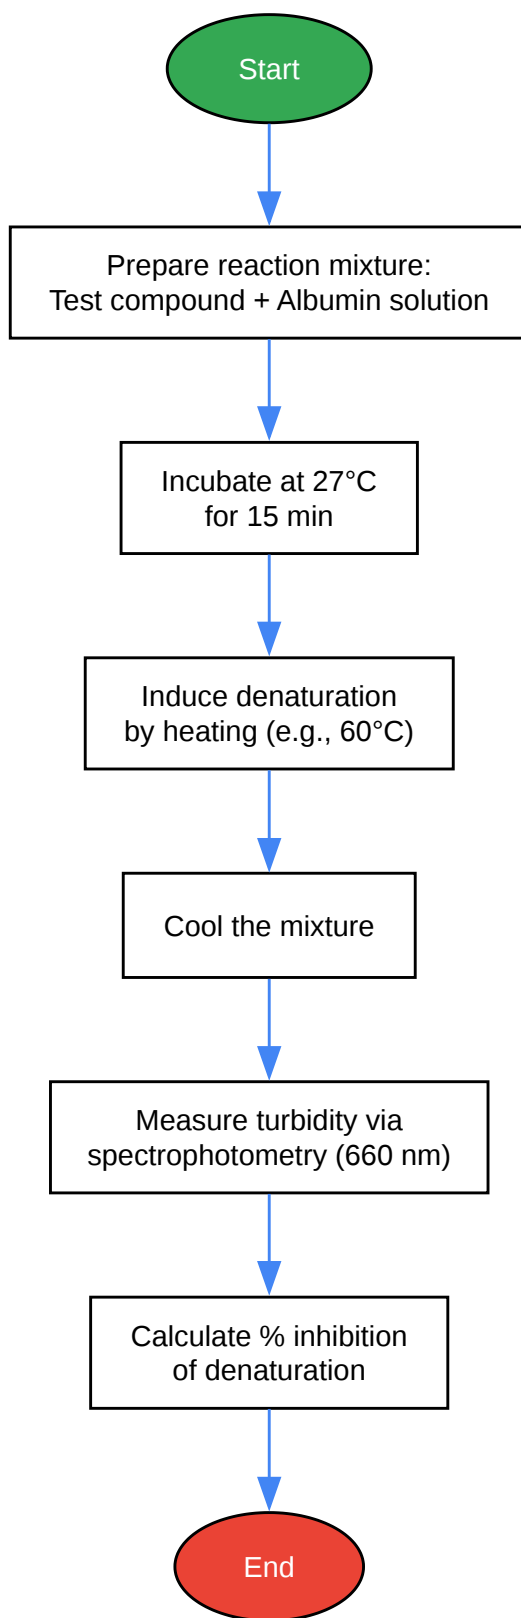 Start
Prepare reaction mixture:
Test compound + Albumin solution
Incubate at 27°C
for 15 min
Induce denaturation
by heating (e.g., 60°C)
Cool the mixture
Measure turbidity via
spectrophotometry (660 nm)
Calculate % inhibition
of denaturation
End